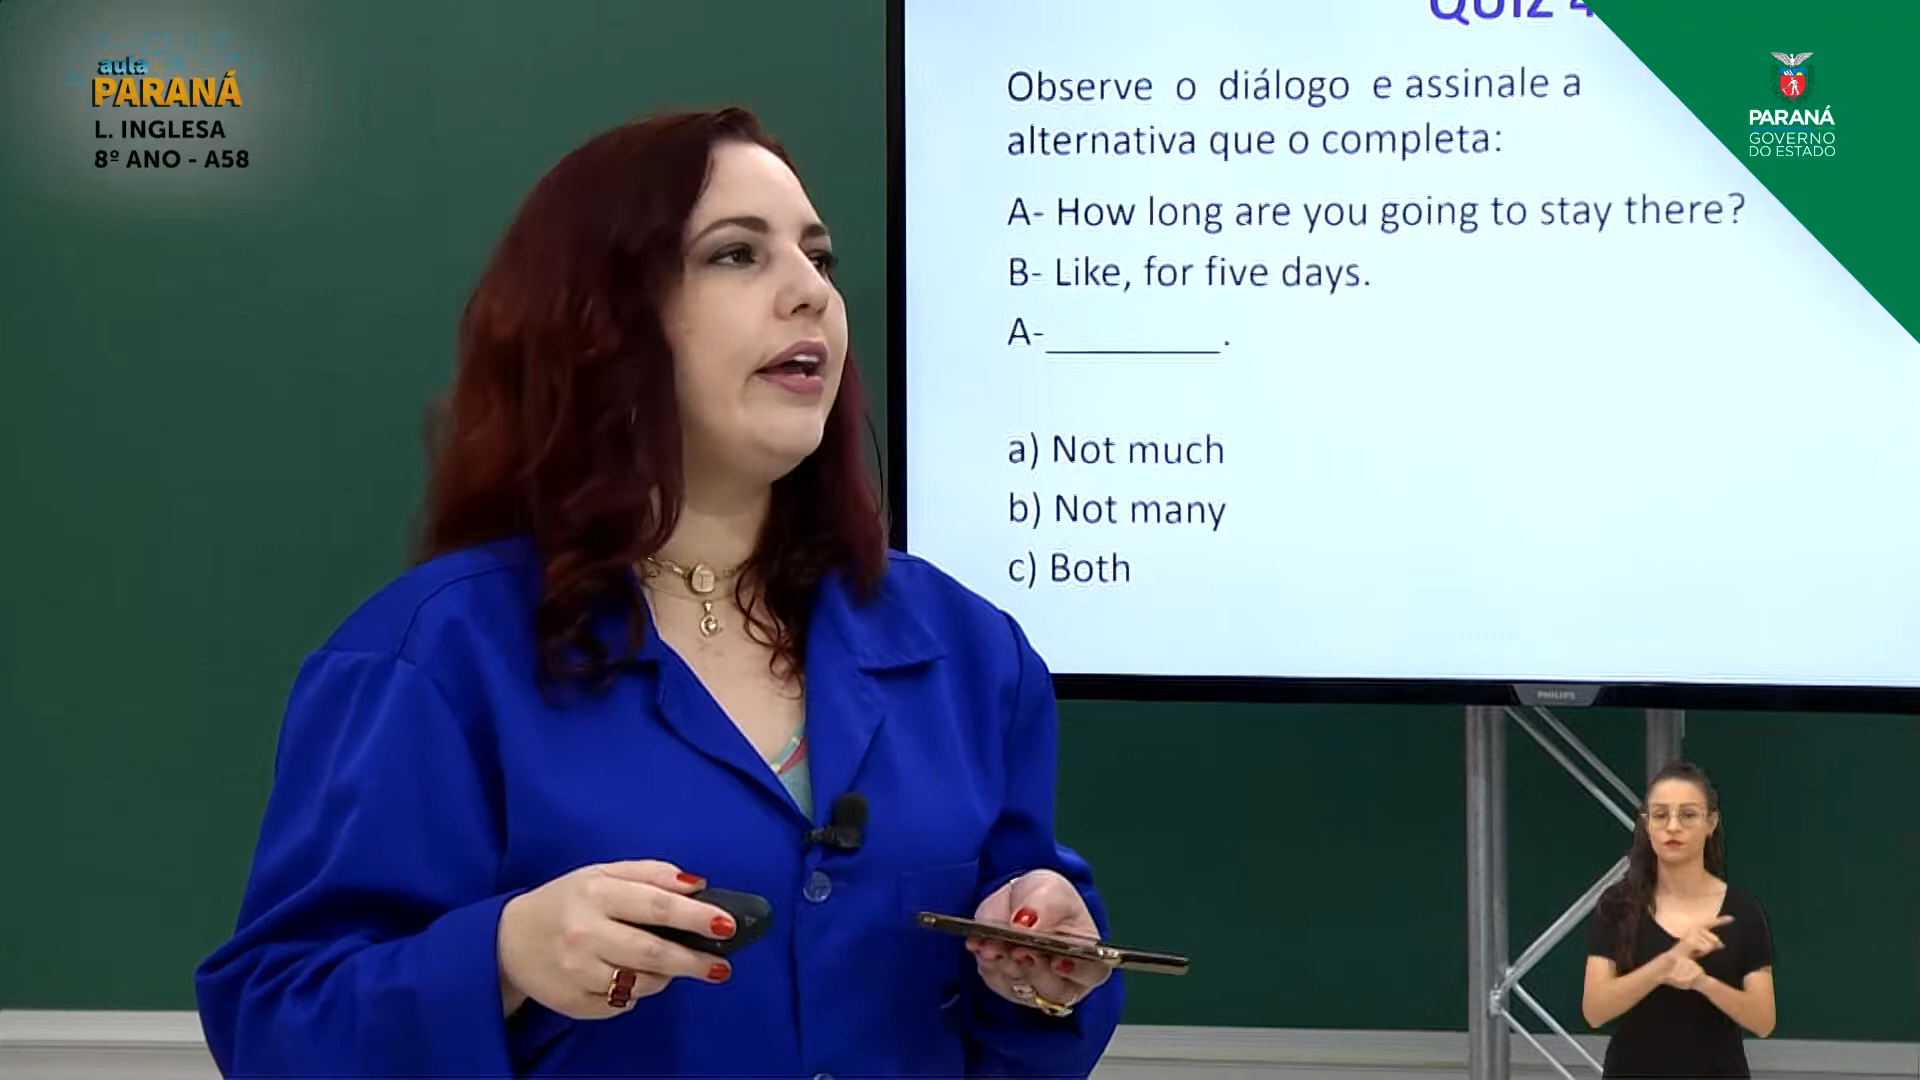 aula
PARANÁ
L. INGLESA
8º ANO - A58
QUIZ 4
Observe o diálogo e assinale a
alternativa que o completa:
A- How long are you going to stay there?
B- Like, for five days.
A-_________.
a) Not much
b) Not many
c) Both
PARANÁ
GOVERNO
DO ESTADO
PHILIPS